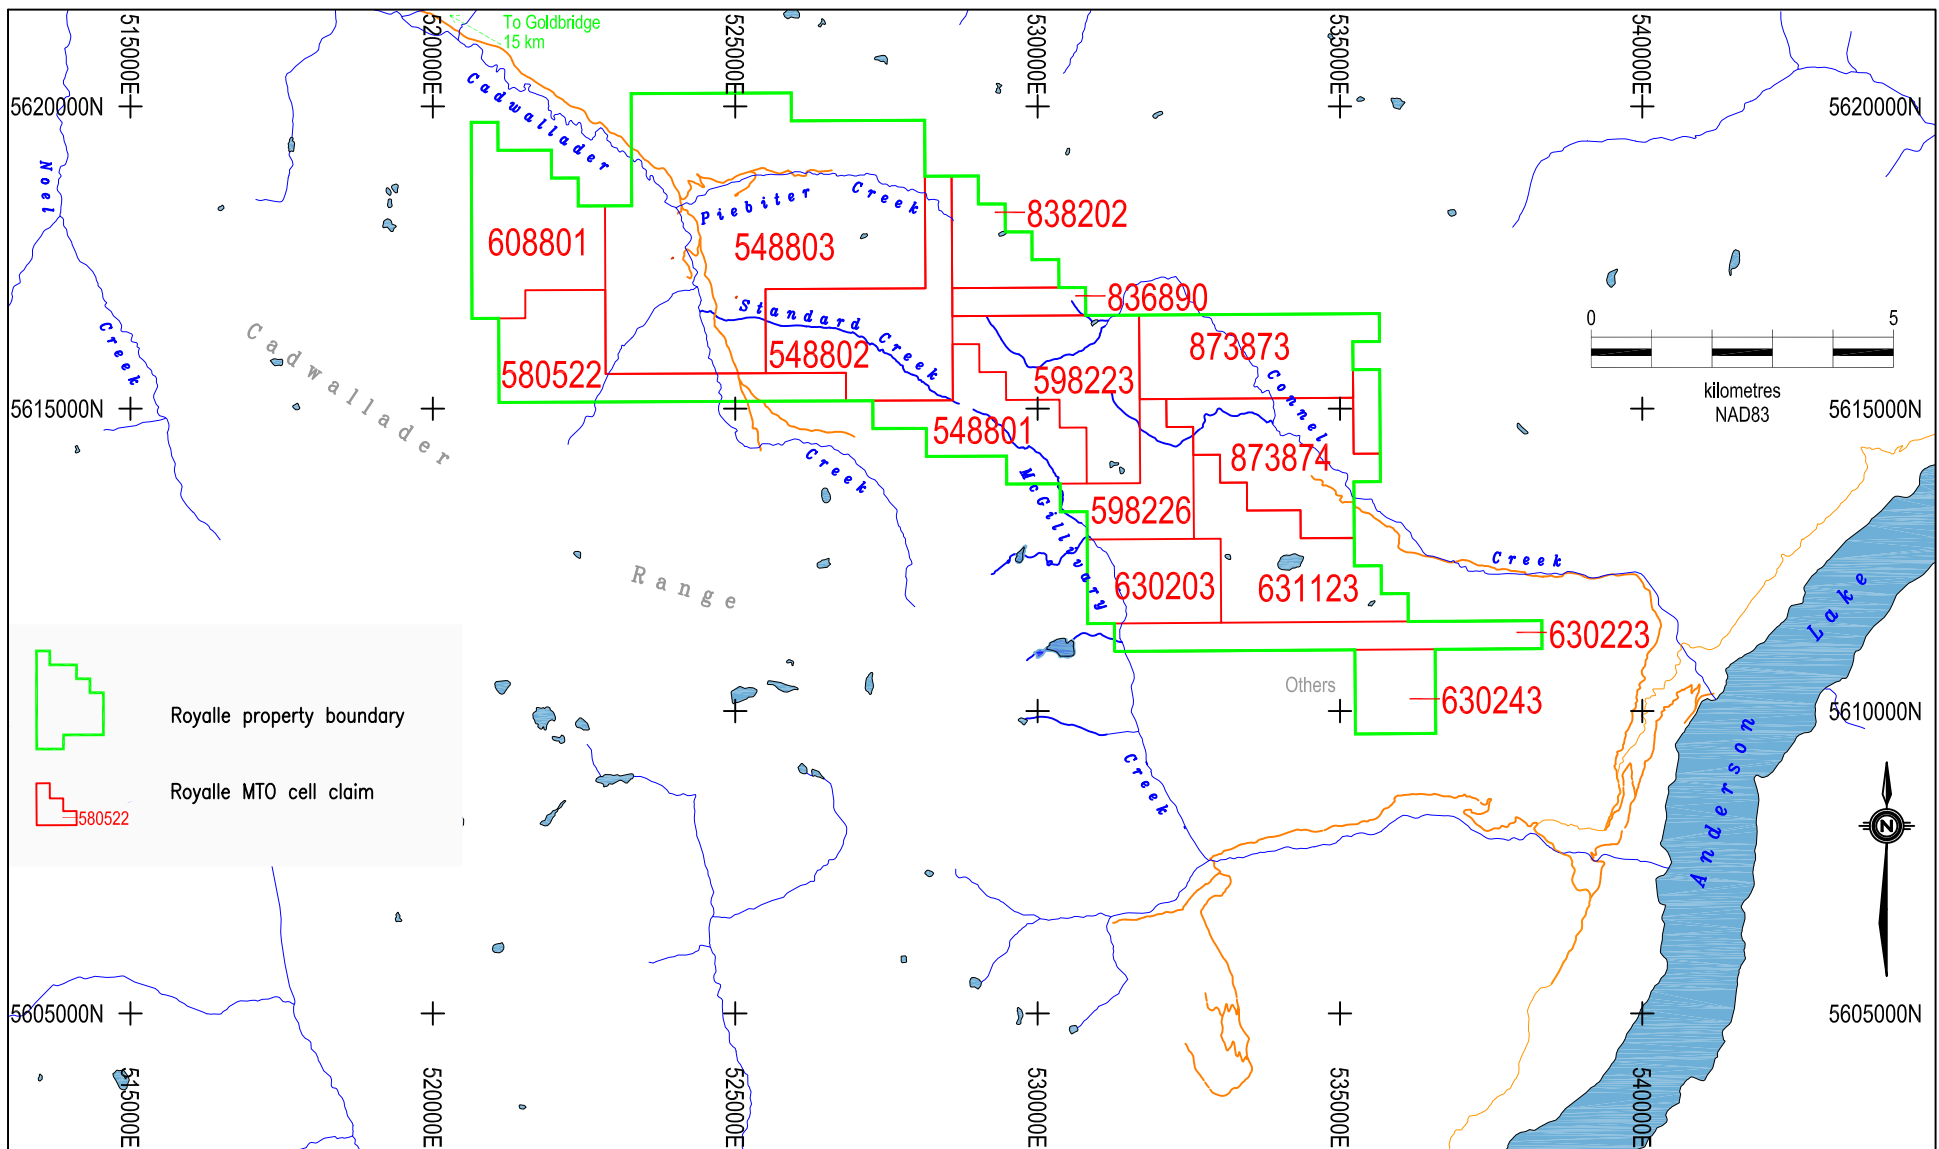 To Goldbridge
15 km
515000E
520000E
525000E
530000E
535000E
540000E
5620000N
5620000N
Cadwallader
Noel
Creek
Piebiter Creek
838202
608801
548803
836890
Standard Creek
873873
548802
580522
598223
Connel
Creek
0 5
kilometres
NAD83
5615000N
5615000N
Cadwallader
Range
548801
873874
Creek
McGillivary
Creek
598226
630203
631123
630223
Others
630243
Lake
Anderson
5610000N
Royalle property boundary
Royalle MTO cell claim
580522
N
5605000N
5605000N
515000E
520000E
525000E
530000E
535000E
540000E